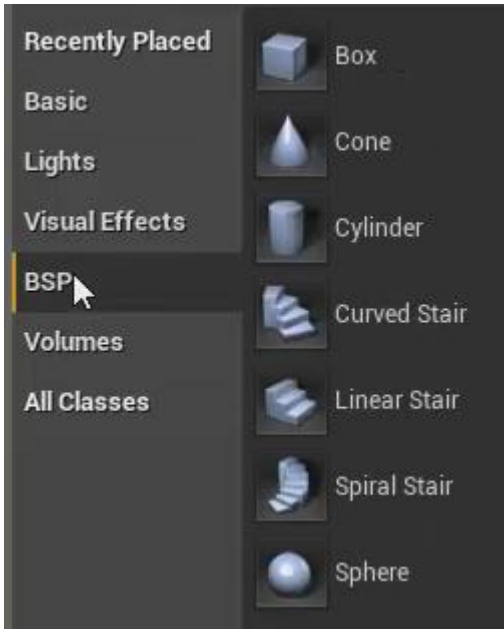 Recently Placed
Basic
Lights
Visual Effects
BSP
Volumes
All Classes
Box
Cone
Cylinder
Curved Stair
Linear Stair
Spiral Stair
Sphere